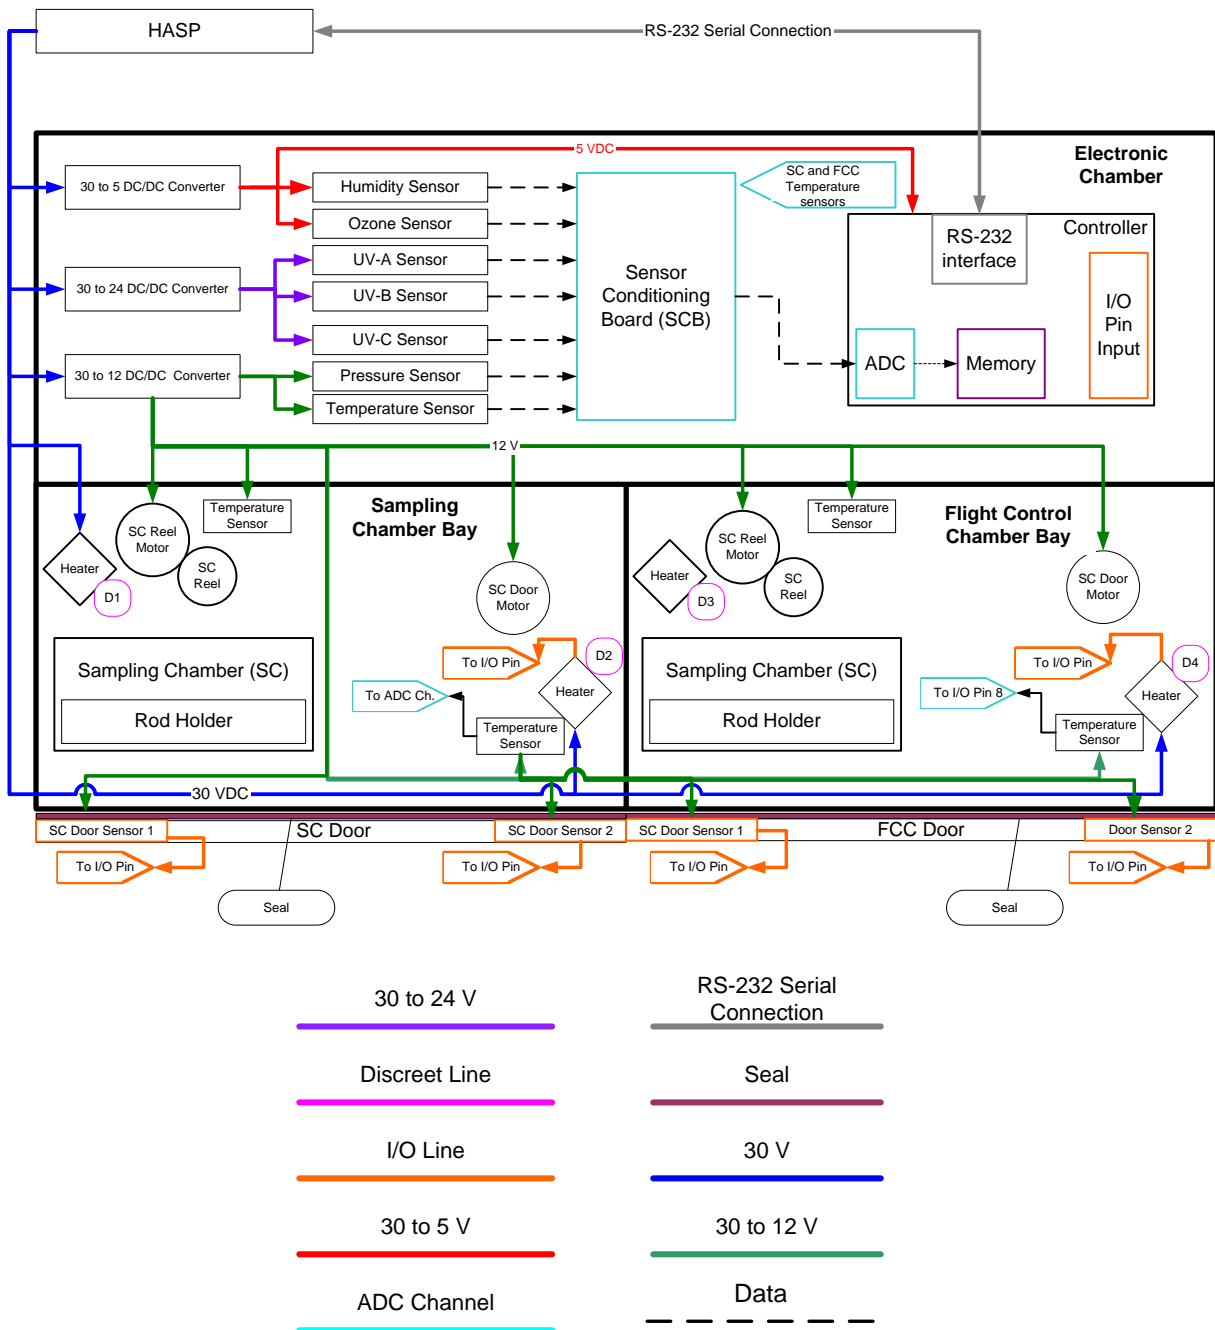 HASP
RS-232 Serial Connection
5 VDC
Electronic
Chamber
30 to 5 DC/DC Converter
Humidity Sensor
SC and FCC
Temperature
sensors
Ozone Sensor
Controller
RS-232
interface
UV-A Sensor
30 to 24 DC/DC Converter
UV-B Sensor
Sensor
Conditioning
Board (SCB)
I/O
Pin
Input
UV-C Sensor
30 to 12 DC/DC Converter
Pressure Sensor
ADC
Memory
Temperature Sensor
12 V
Sampling
Chamber Bay
Flight Control
Chamber Bay
Temperature
Sensor
Temperature
Sensor
SC Reel
Motor
SC Reel
Motor
Heater
SC
Reel
D1
SC Door
Motor
Heater
SC
Reel
D3
SC Door
Motor
Sampling Chamber (SC)
Rod Holder
To I/O Pin
D2
To ADC Ch.
Heater
Temperature
Sensor
Sampling Chamber (SC)
Rod Holder
To I/O Pin
D4
To I/O Pin 8
Heater
Temperature
Sensor
30 VDC
SC Door Sensor 1
SC Door
SC Door Sensor 2
SC Door Sensor 1
FCC Door
Door Sensor 2
To I/O Pin
To I/O Pin
To I/O Pin
To I/O Pin
Seal
Seal
30 to 24 V
RS-232 Serial
Connection
Discreet Line
Seal
I/O Line
30 V
30 to 5 V
30 to 12 V
ADC Channel
Data